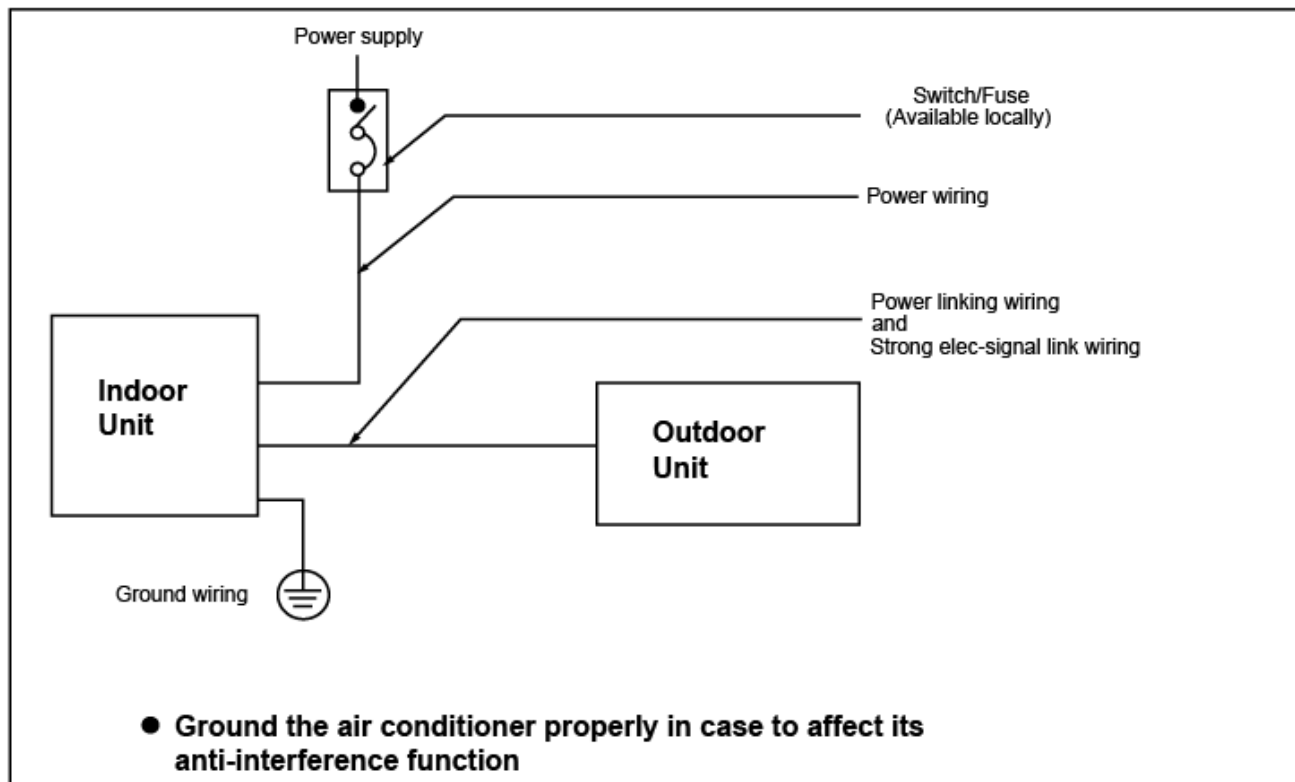 Power supply
Switch/Fuse
(Available locally)
Power wiring
Power linking wiring
and
Strong elec-signal link wiring
Indoor
Unit
Outdoor
Unit
Ground wiring
● Ground the air conditioner properly in case to affect its
anti-interference function